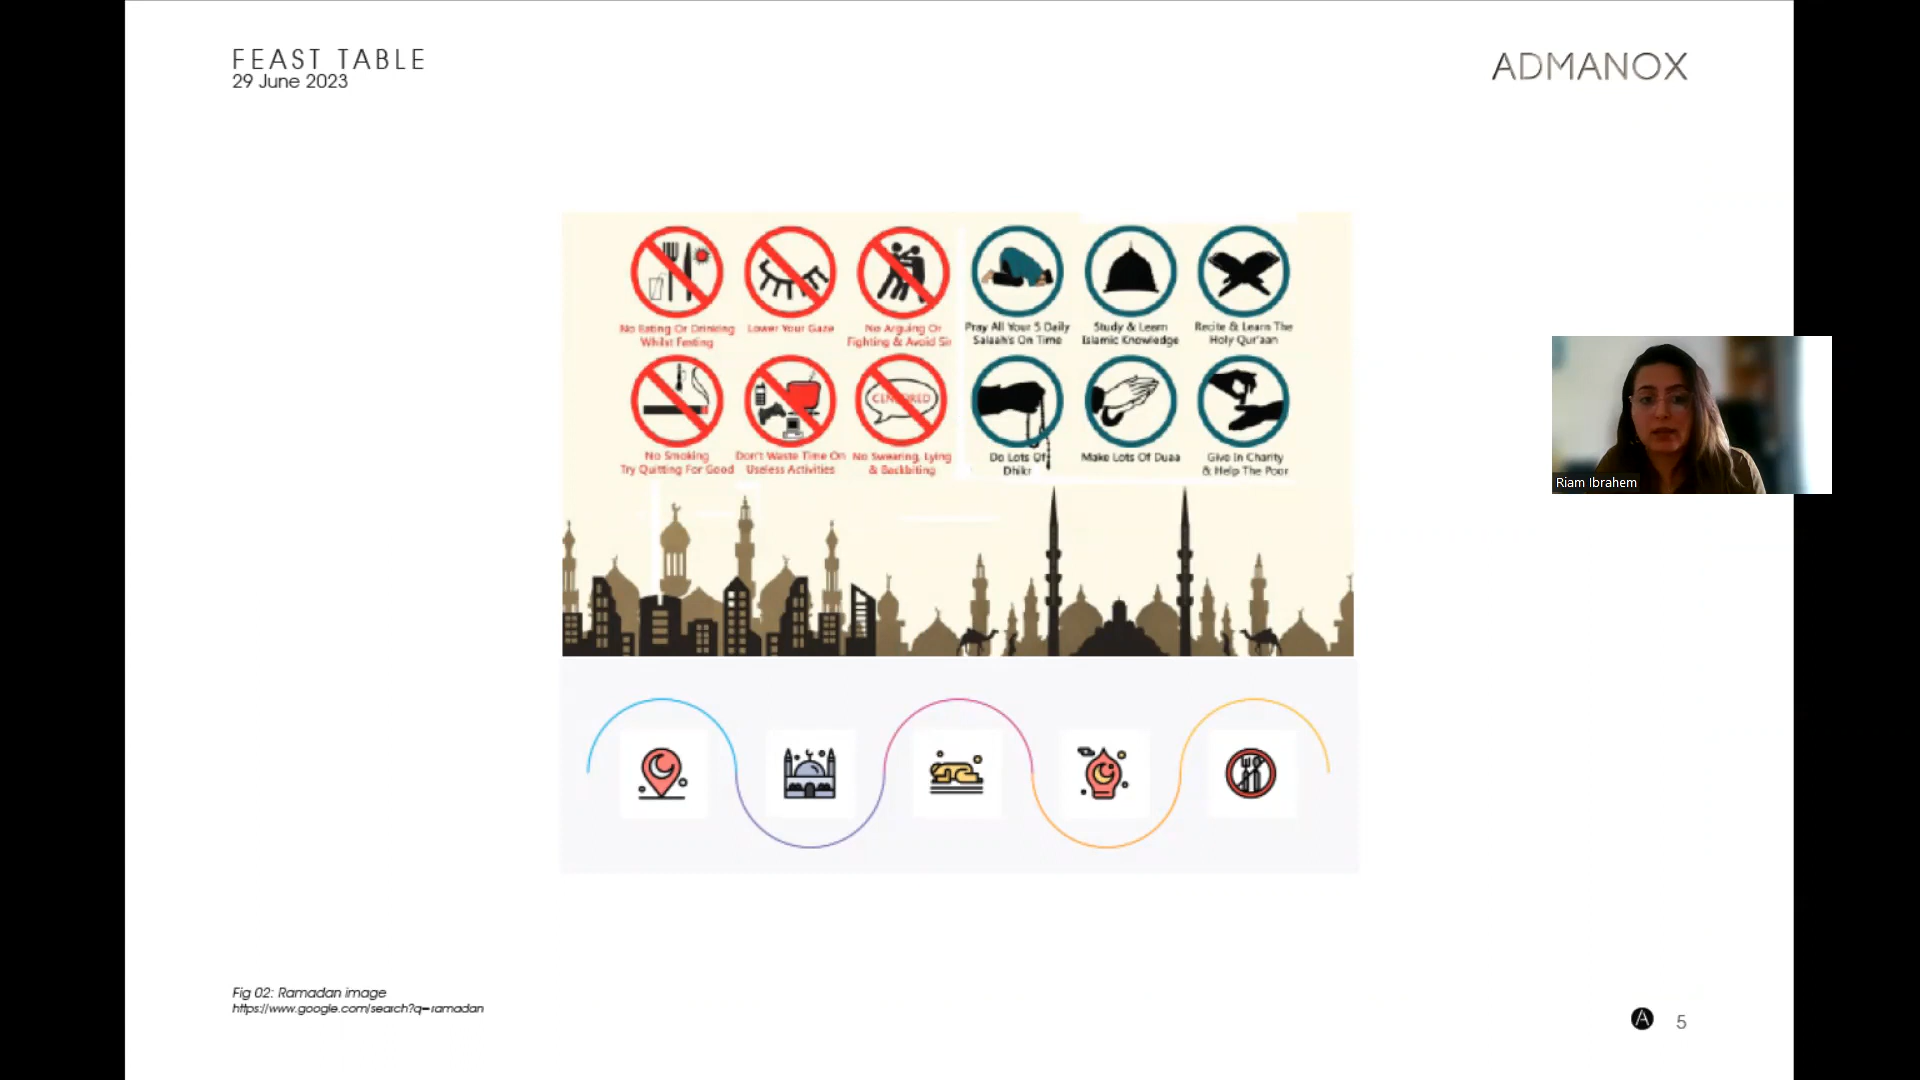 FEAST TABLE
29 June 2023
ADMANOX
No Eating Or Drinking
Whilst Festing
Lower Your Gaze
No Arguing Or
Fighting & Avoid Sin
Pray All Your 5 Daily
Salaah's On Time
Study & Leern
Islamic Knowledge
Recite & Learn The
Holy Qur'aan
CENSORED
No Smoking
Try Quitting For Good
Don't Waste Time On
Useless Activities
No Swearing, Lying
& Backbiting
Do Lots Of
Dhikr
Make Lots Of Duaa
Give In Charity
& Help The Poor
Riam Ibrahem
Fig 02: Ramadan image
https://www.google.com/search?q=ramadan
A
5